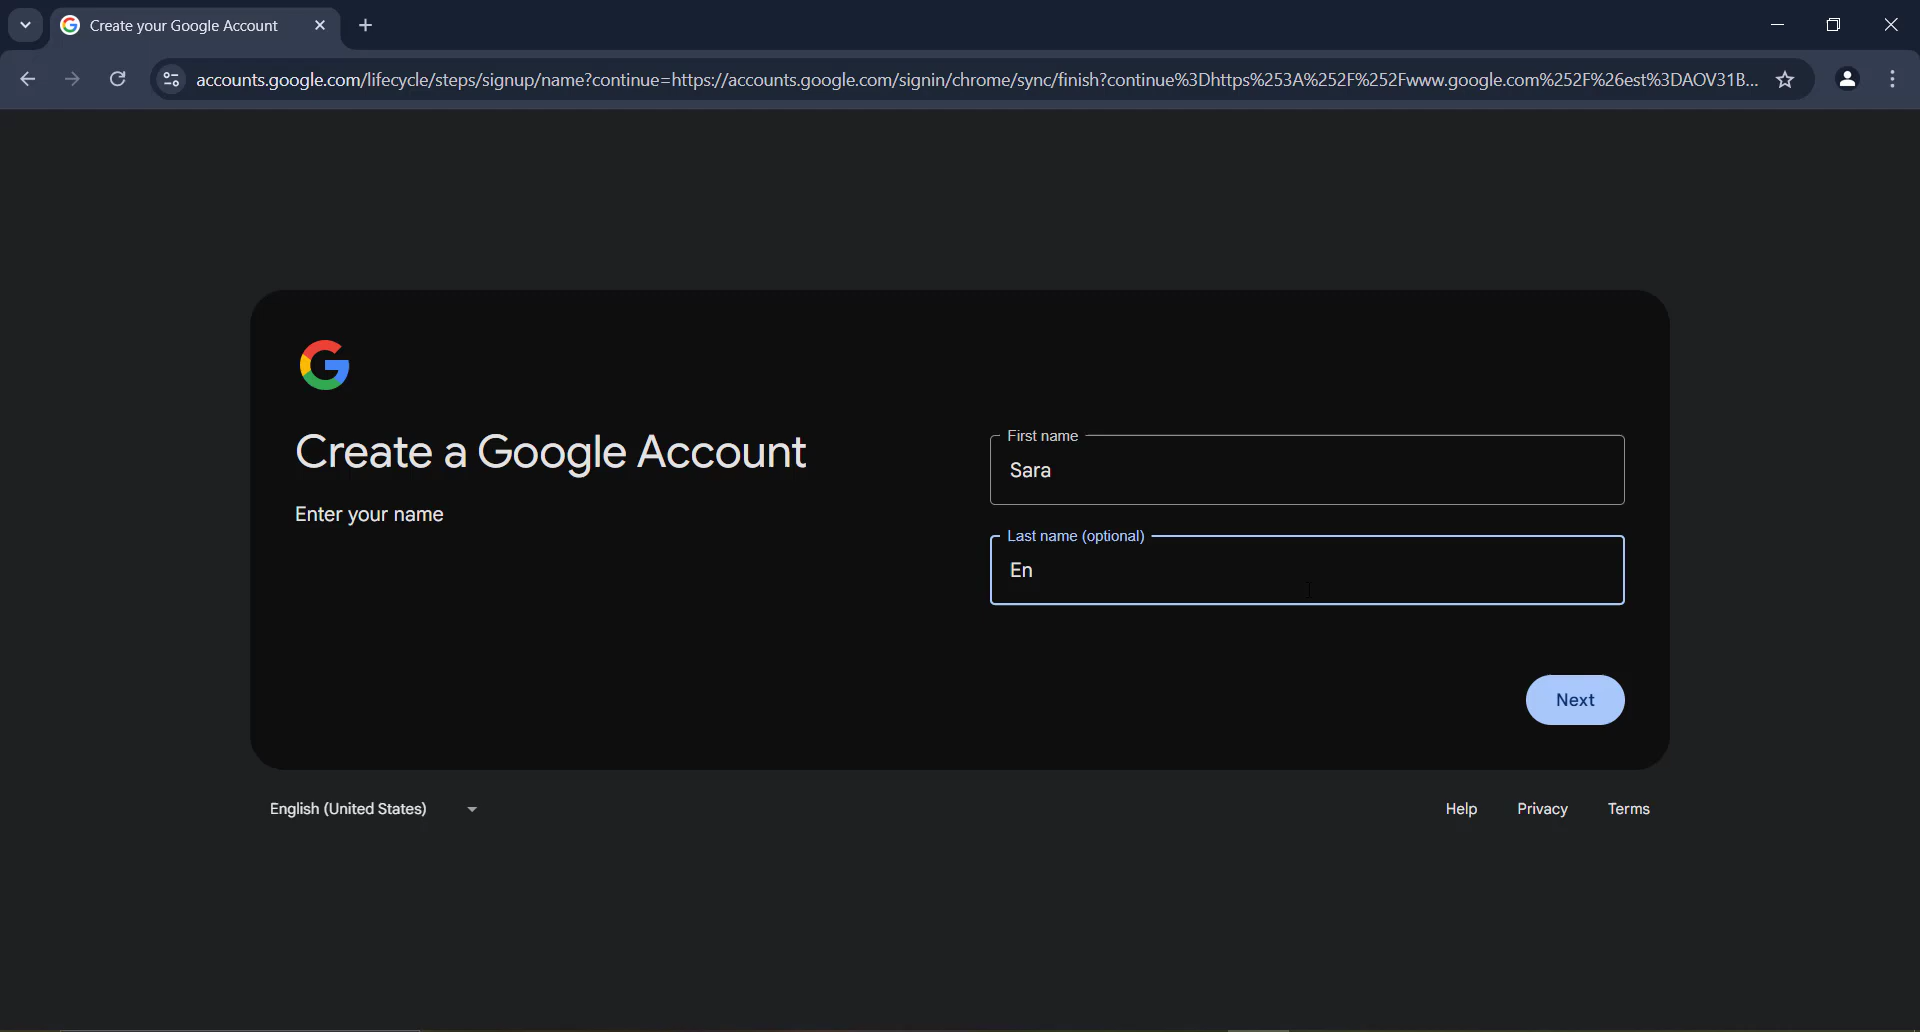 Create your Google Account
accounts.google.com/lifecycle/steps/signup/name?continue=https://accounts.google.com/signin/chrome/sync/finish?continue%3Dhttps%253A%252F%252Fwww.google.com%252F%26est%3DAOV31B...
Create a Google Account
Enter your name
First name
Sara
Last name (optional)
En
Next
English (United States)
Help Privacy Terms